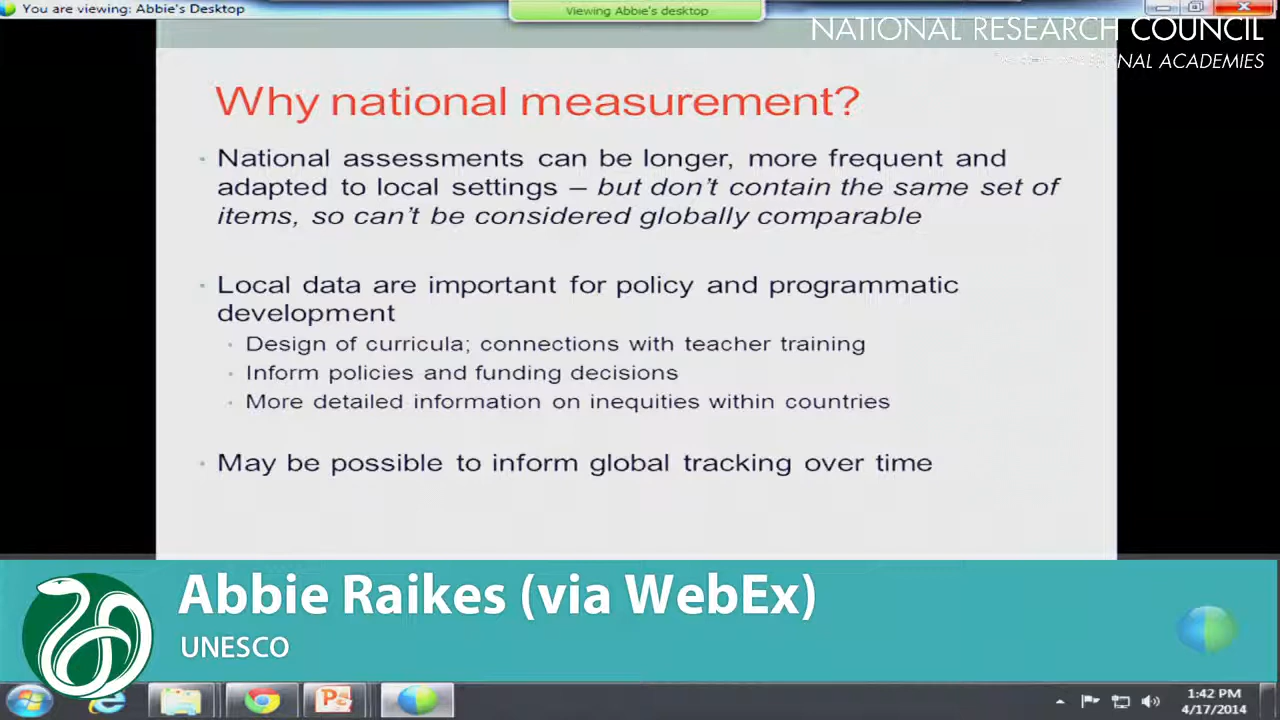 You are viewing: Abbie's Desktop
Viewing Abbie's desktop
NATIONAL RESEARCH COUNCIL
NAL ACADEMIES
Why national measurement?
National assessments can be longer, more frequent and
adapted to local settings – but don't contain the same set of
items, so can't be considered globally comparable
Local data are important for policy and programmatic
development
Design of curricula; connections with teacher training
Inform policies and funding decisions
More detailed information on inequities within countries
May be possible to inform global tracking over time
Abbie Raikes (via WebEx)
UNESCO
1:42 PM
4/17/2014